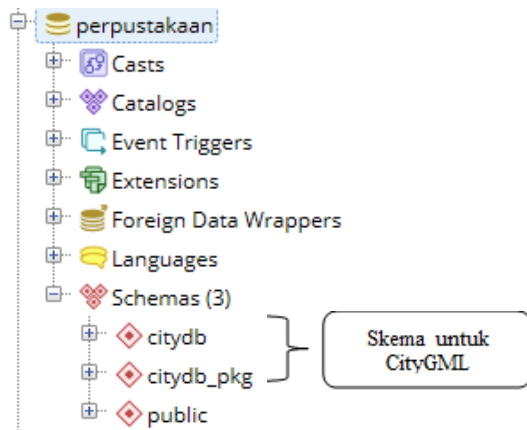 perpustakaan
Casts
Catalogs
Event Triggers
Extensions
Foreign Data Wrappers
Languages
Schemas (3)
citydb
citydb_pkg
public
Skema untuk
CityGML